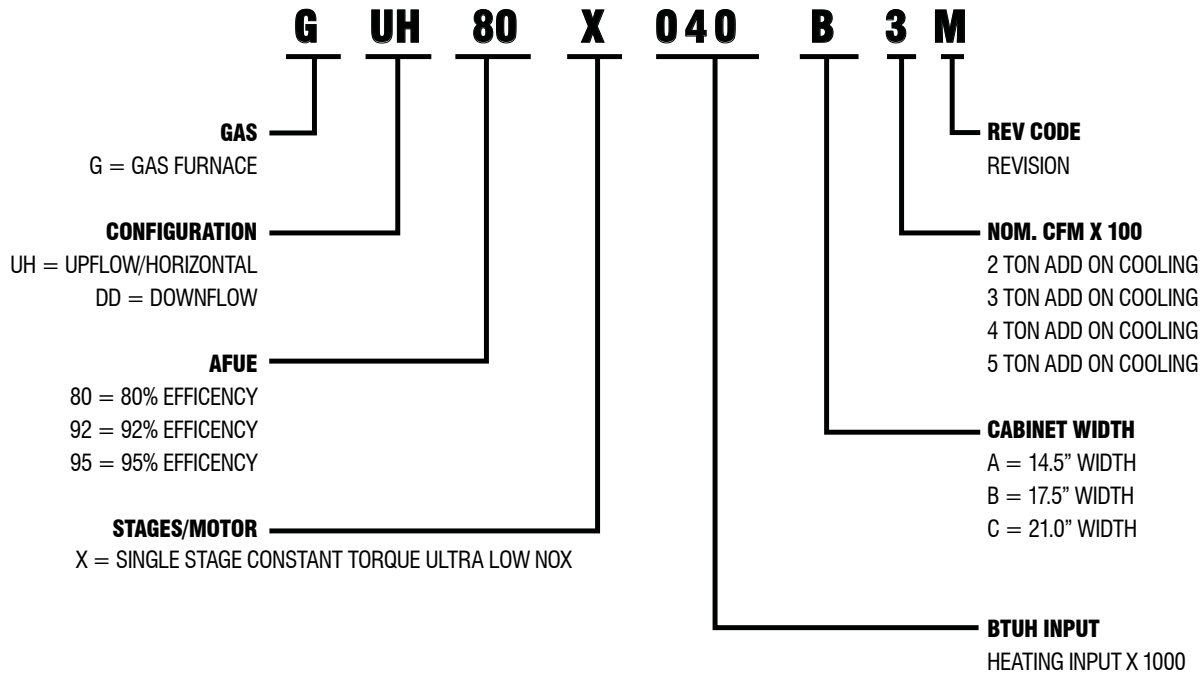 G UH 80 X 040 B 3 M
GAS
G = GAS FURNACE
CONFIGURATION
UH = UPFLOW/HORIZONTAL
DD = DOWNFLOW
AFUE
80 = 80% EFFICENCY
92 = 92% EFFICENCY
95 = 95% EFFICENCY
STAGES/MOTOR
X = SINGLE STAGE CONSTANT TORQUE ULTRA LOW NOX
REV CODE
REVISION
NOM. CFM X 100
2 TON ADD ON COOLING
3 TON ADD ON COOLING
4 TON ADD ON COOLING
5 TON ADD ON COOLING
CABINET WIDTH
A = 14.5” WIDTH
B = 17.5” WIDTH
C = 21.0” WIDTH
BTUH INPUT
HEATING INPUT X 1000